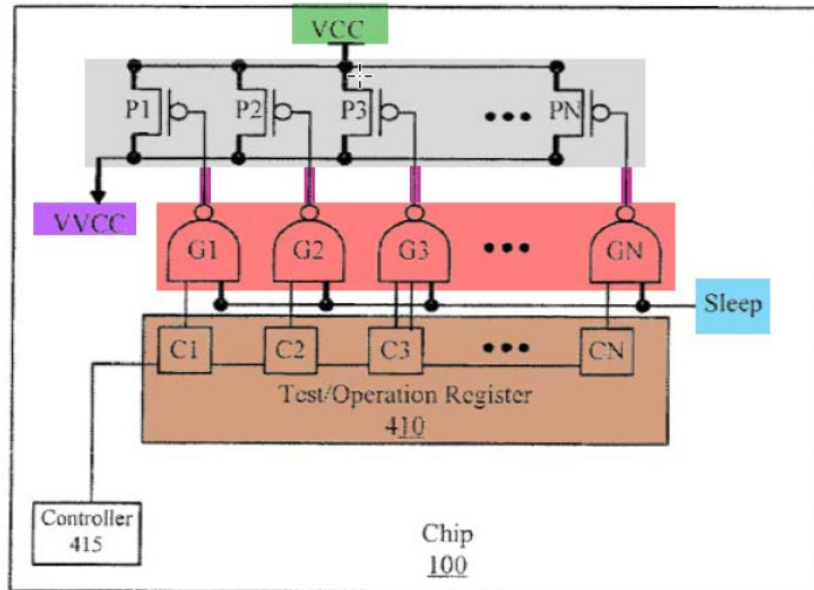 VCC
P1 P2 P3 ••• PN
VVCC
G1 G2 G3 ••• GN
Sleep
C1 C2 C3 ••• CN
Test/Operation Register
410
Controller
415
Chip
100